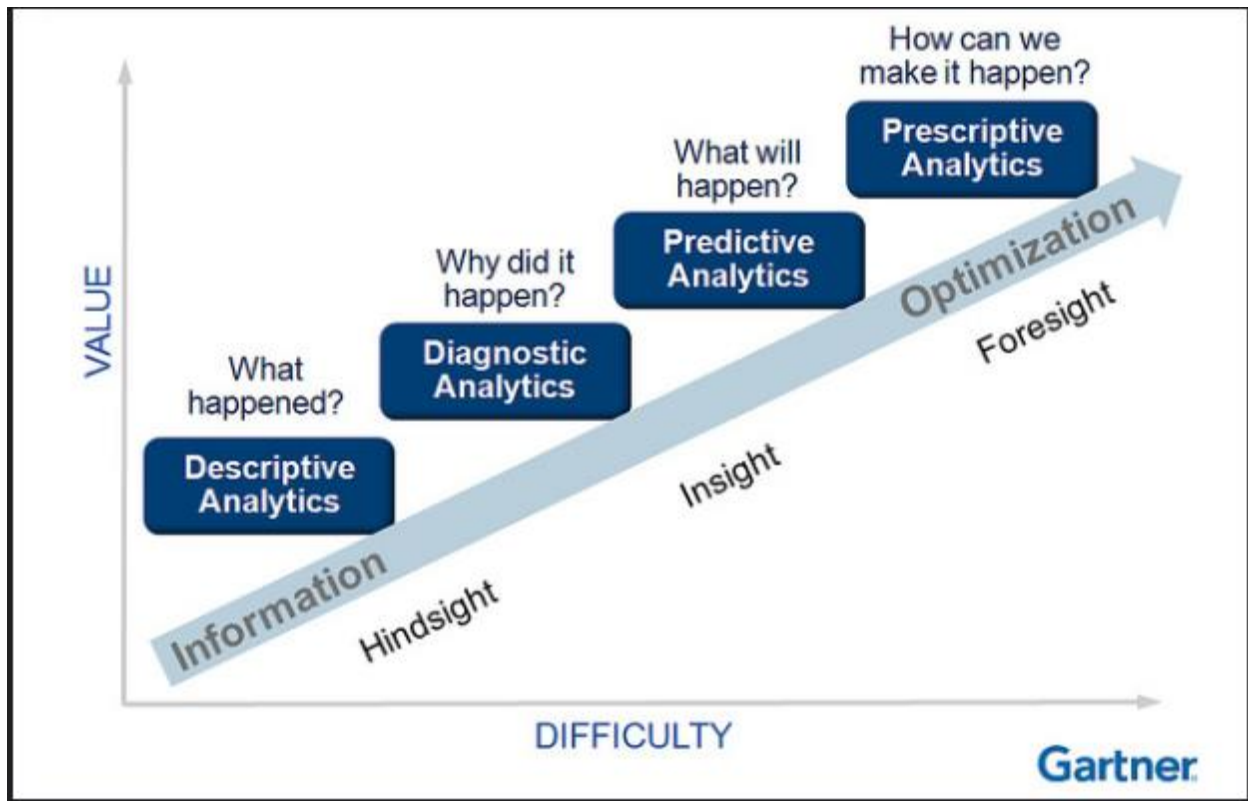 How can we
make it happen?
Prescriptive
Analytics
What will
happen?
Predictive
Analytics
Why did it
happen?
Diagnostic
Analytics
What
happened?
Descriptive
Analytics
Information
Optimization
Hindsight
Insight
Foresight
VALUE
DIFFICULTY
Gartner